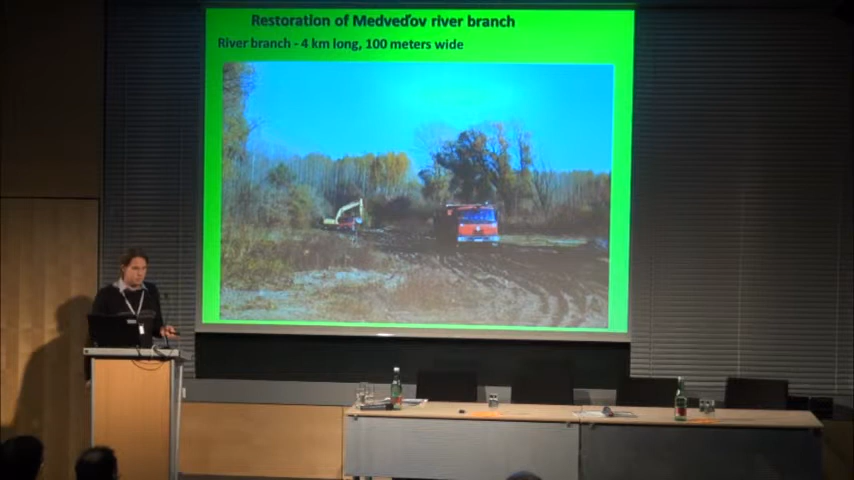 Restoration of Medveďov river branch
River branch - 4 km long, 100 meters wide